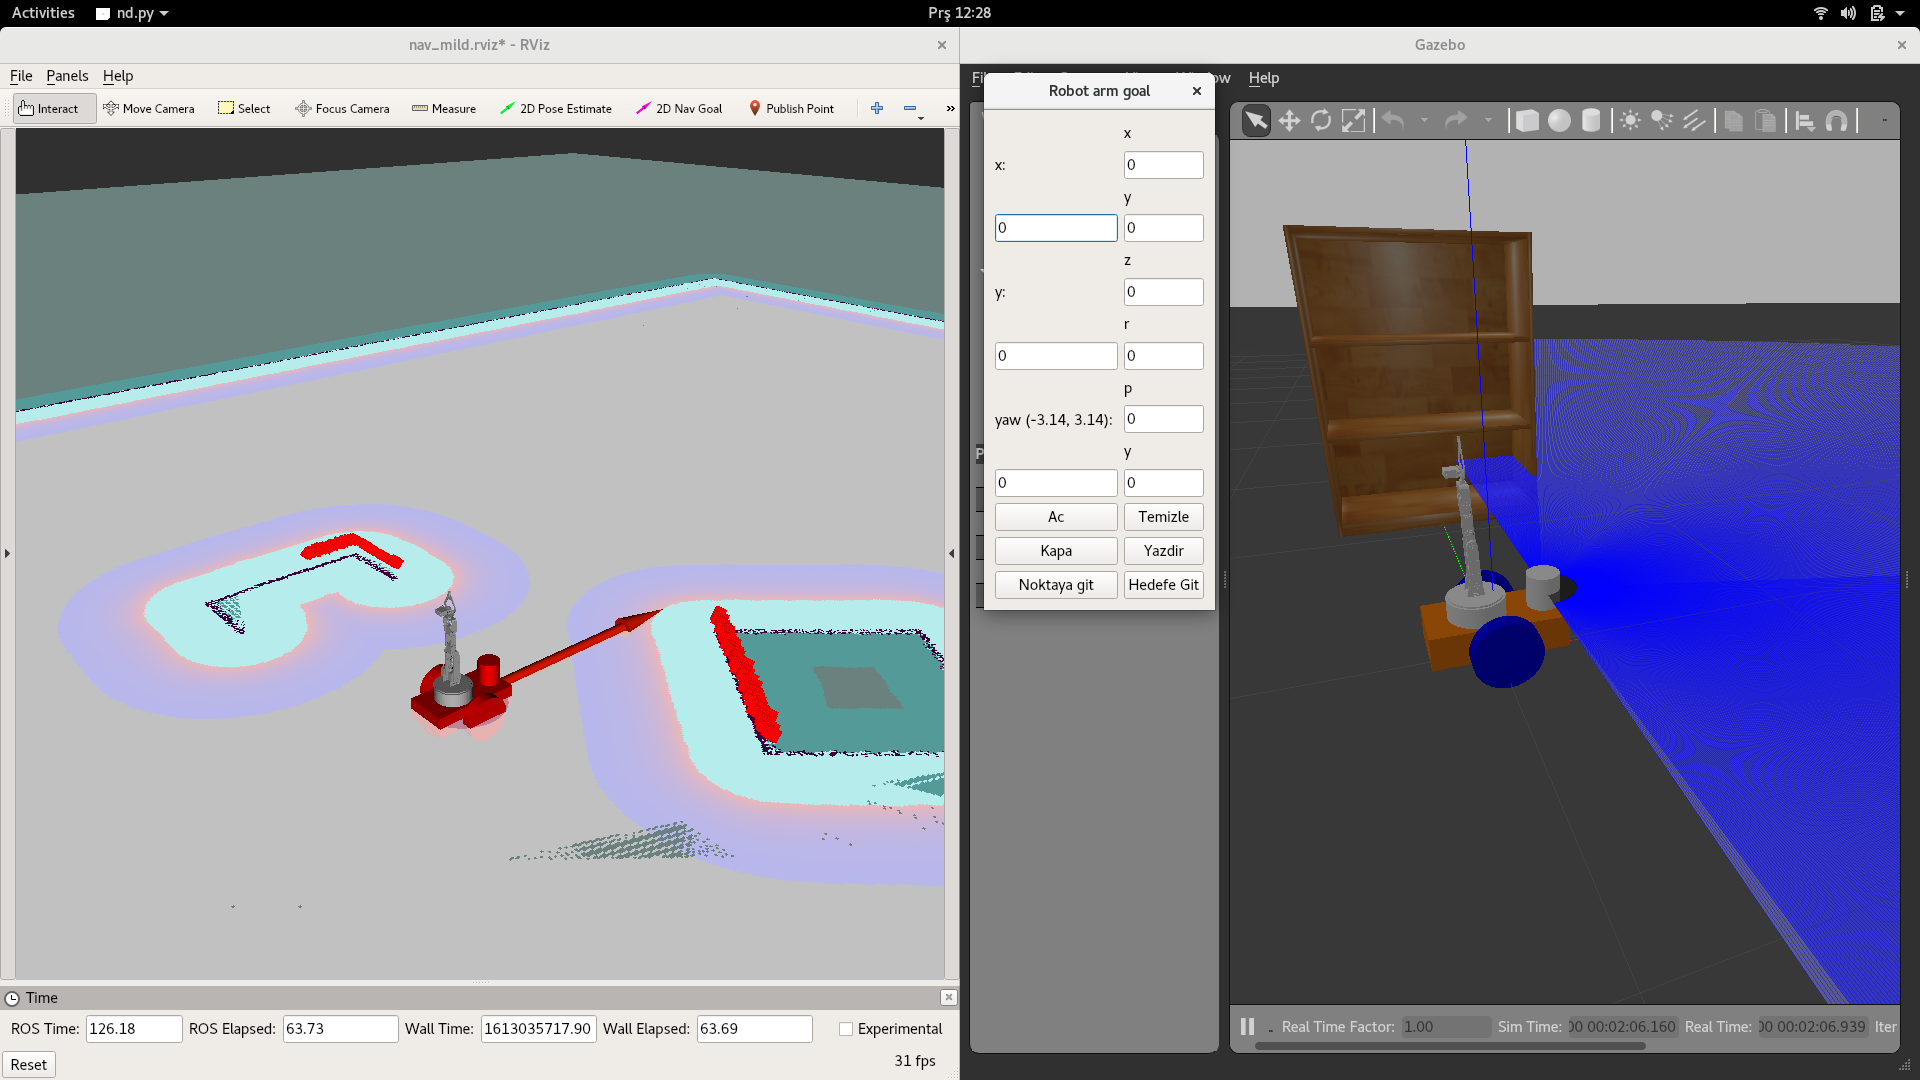 Activities nd.py Prş 12:28
nav_mild.rviz* - RViz
File Panels Help
Interact Move Camera Select Focus Camera Measure 2D Pose Estimate 2D Nav Goal Publish Point »
Time
ROS Time: 126.18 ROS Elapsed: 63.73 Wall Time: 1613035717.90 Wall Elapsed: 63.69 Experimental
Reset 31 fps
Gazebo
Help
Robot arm goal
x
x: 0
y
0 0
z
y: 0
r
0 0
p
yaw (-3.14, 3.14): 0
y
0 0
Ac Temizle
Kapa Yazdir
Noktaya git Hedefe Git
Real Time Factor: 1.00 Sim Time: 00 00:02:06.160 Real Time: 00 00:02:06.939 Iter